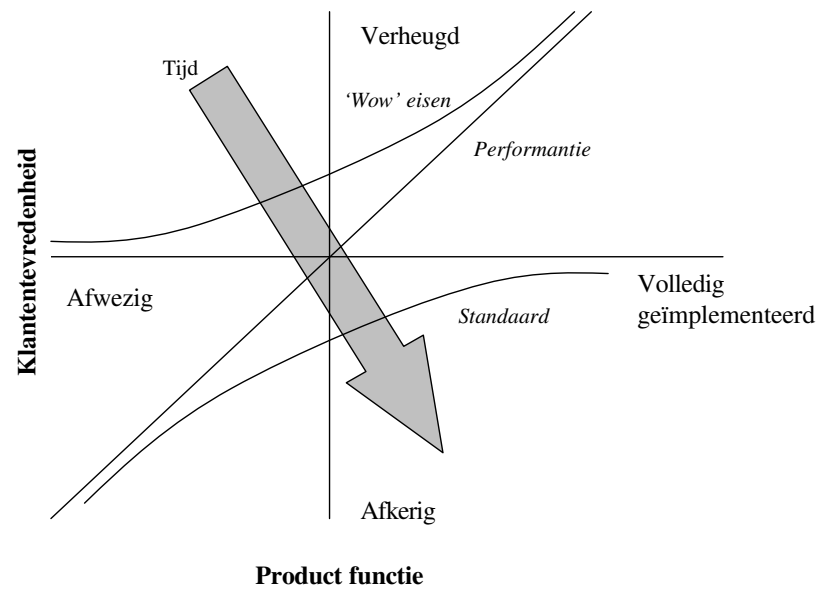 Verheugd
Tijd
‘Wow’ eisen
Performantie
Klantentevredenheid
Afwezig
Volledig
geïmplementeerd
Standaard
Afkerig
Product functie